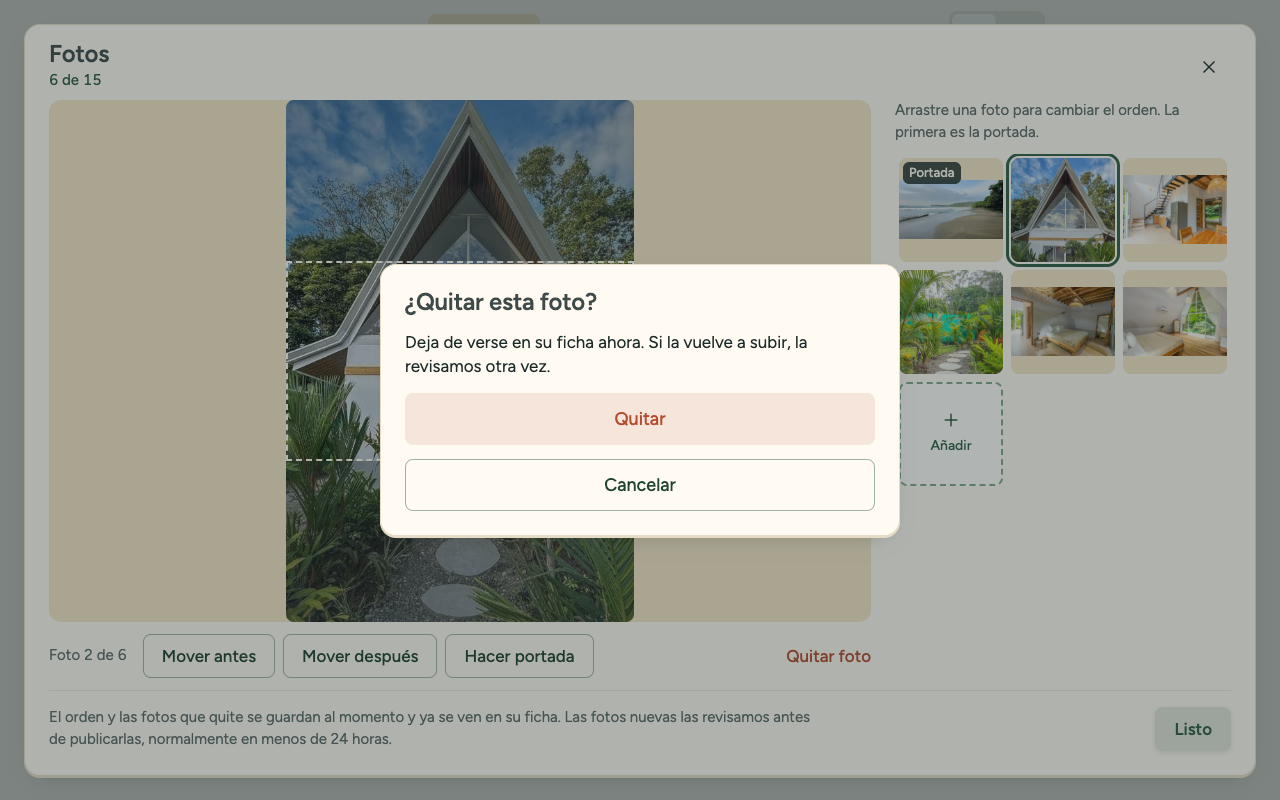 Fotos
6 de 15
Arrastre una foto para cambiar el orden. La
primera es la portada.
Portada
¿Quitar esta foto?
Deja de verse en su ficha ahora. Si la vuelve a subir, la
revisamos otra vez.
Quitar
Cancelar
Añadir
Foto 2 de 6
Mover antes
Mover después
Hacer portada
Quitar foto
El orden y las fotos que quite se guardan al momento y ya se ven en su ficha. Las fotos nuevas las revisamos antes
de publicarlas, normalmente en menos de 24 horas.
Listo